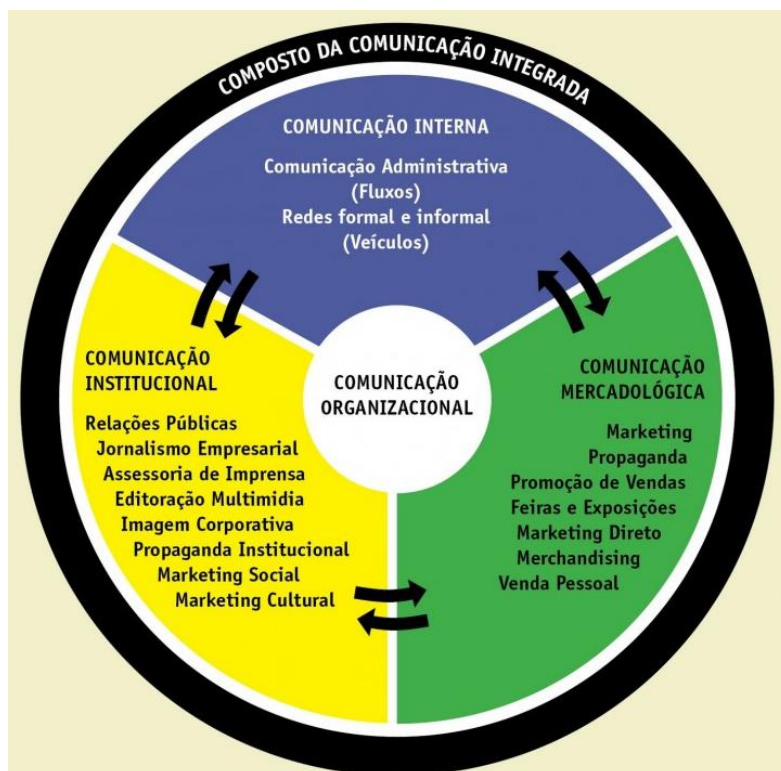 COMPOSTO DA COMUNICAÇÃO INTEGRADA
COMUNICAÇÃO INTERNA
Comunicação Administrativa
(Fluxos)
Redes formal e informal
(Veículos)
COMUNICAÇÃO
INSTITUCIONAL
Relações Públicas
Jornalismo Empresarial
Assessoria de Imprensa
Editoração Multimidia
Imagem Corporativa
Propaganda Institucional
Marketing Social
Marketing Cultural
COMUNICAÇÃO
ORGANIZACIONAL
COMUNICAÇÃO
MERCADOLÓGICA
Marketing
Propaganda
Promoção de Vendas
Feiras e Exposições
Marketing Direto
Merchandising
Venda Pessoal